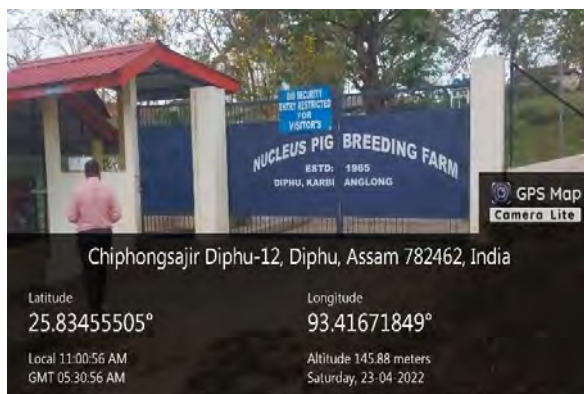 BIO SECURITY
ENTRY RESTRICTED
FOR
VISITOR'S
NUCLEUS PIG BREEDING FARM
ESTD: 1965
DIPHU, KARBI ANGLONG
GPS Map
Camera Lite
Chiphongsajir Diphu-12, Diphu, Assam 782462, India
Latitude
25.83455505°
Longitude
93.41671849°
Local 11:00:56 AM
GMT 05:30:56 AM
Altitude 145.88 meters
Saturday, 23-04-2022